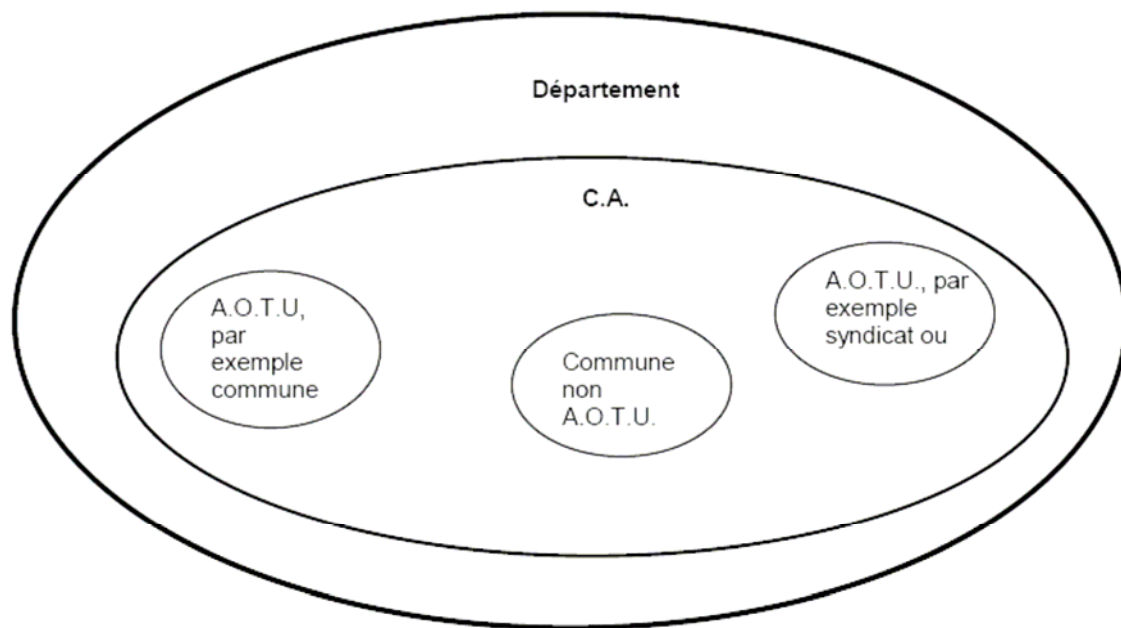 Département
C.A.
A.O.T.U,
par
exemple
commune
Commune
non
A.O.T.U.
A.O.T.U., par
exemple
syndicat ou